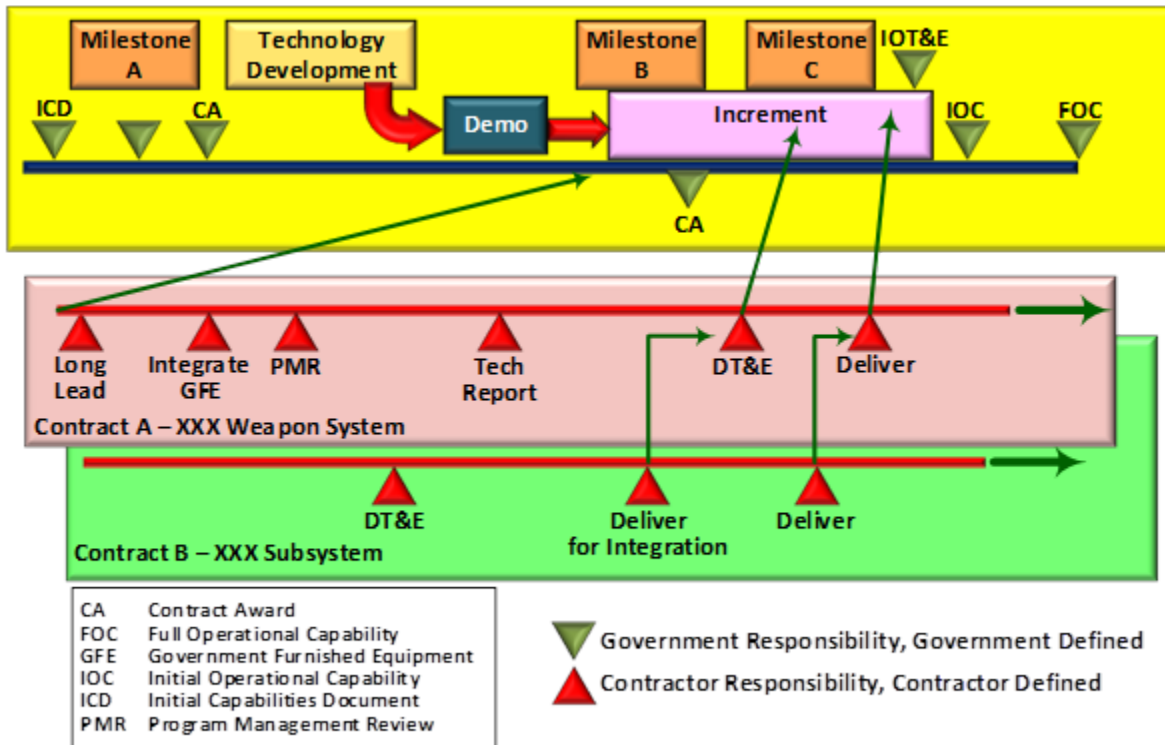 Milestone
A
Technology
Development
Milestone
B
Milestone
C
IOT&E
ICD
CA
Demo
Increment
IOC
FOC
CA
Long
Lead
Integrate
GFE
PMR
Tech
Report
DT&E
Deliver
Contract A – XXX Weapon System
DT&E
Deliver
for Integration
Deliver
Contract B – XXX Subsystem
CA Contract Award
FOC Full Operational Capability
GFE Government Furnished Equipment
IOC Initial Operational Capability
ICD Initial Capabilities Document
PMR Program Management Review
Government Responsibility, Government Defined
Contractor Responsibility, Contractor Defined